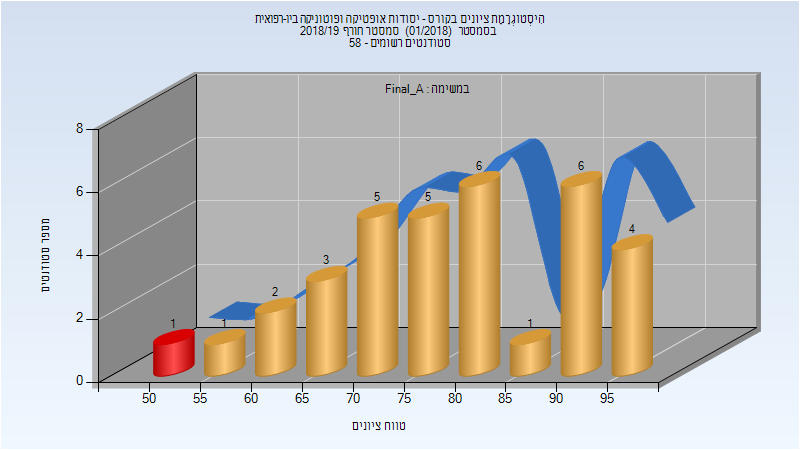 היסטוגרמת ציונים בקורס - יסודות אופטיקה ופוטוניקה ביו-רפואית
בסמסטר (01/2018) סמסטר חורף 2018/19
סטודנטים רשומים - 58
במשימה : Final_A
מספר סטודנטים
8
6
4
2
0
1
1
2
3
5
5
6
1
6
4
50 55 60 65 70 75 80 85 90 95
טווח ציונים